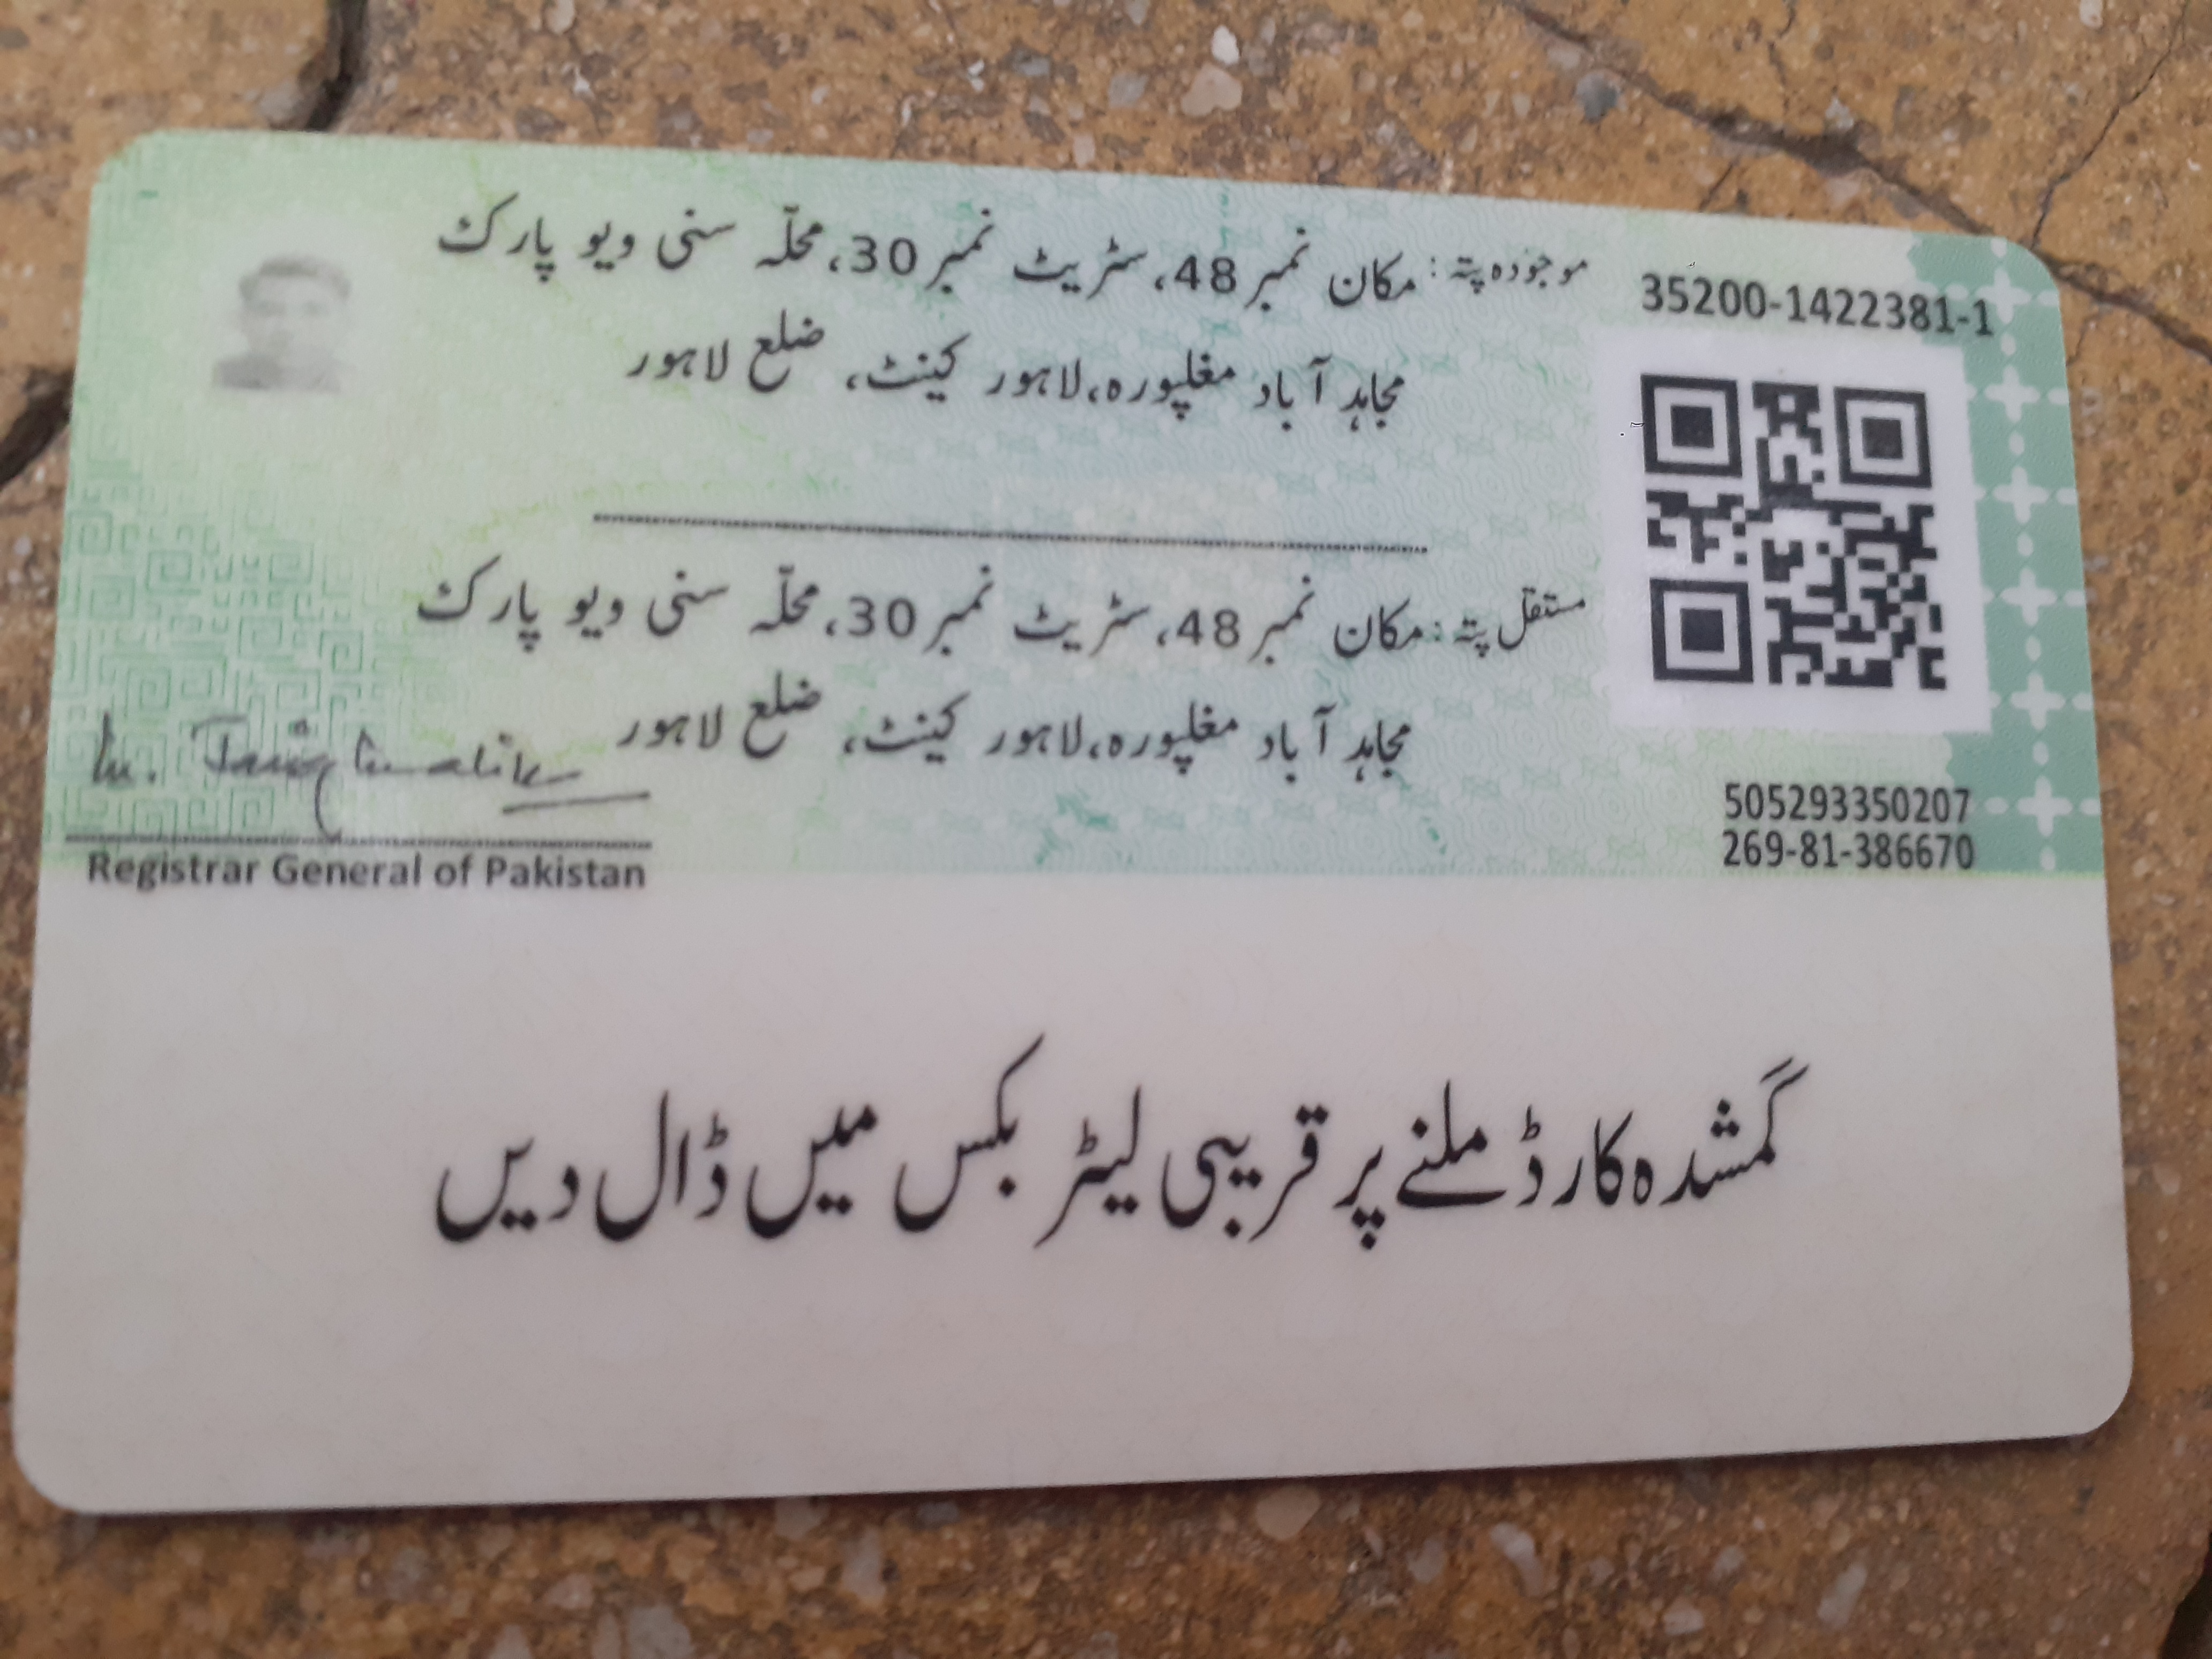 موجودہ پتہ: مکان نمبر 48، سٹریٹ نمبر 30، محلّہ سنی ویو پارک
مجاہد آباد مغلپورہ، لاہور کینٹ، ضلع لاہور
35200-1422381-1
مستقل پتہ: مکان نمبر 48، سٹریٹ نمبر 30، محلّہ سنی ویو پارک
مجاہد آباد مغلپورہ، لاہور کینٹ، ضلع لاہور
505293350207
269-81-386670
Registrar General of Pakistan
گمشدہ کارڈ ملنے پر قریبی لیٹر بکس میں ڈال دیں